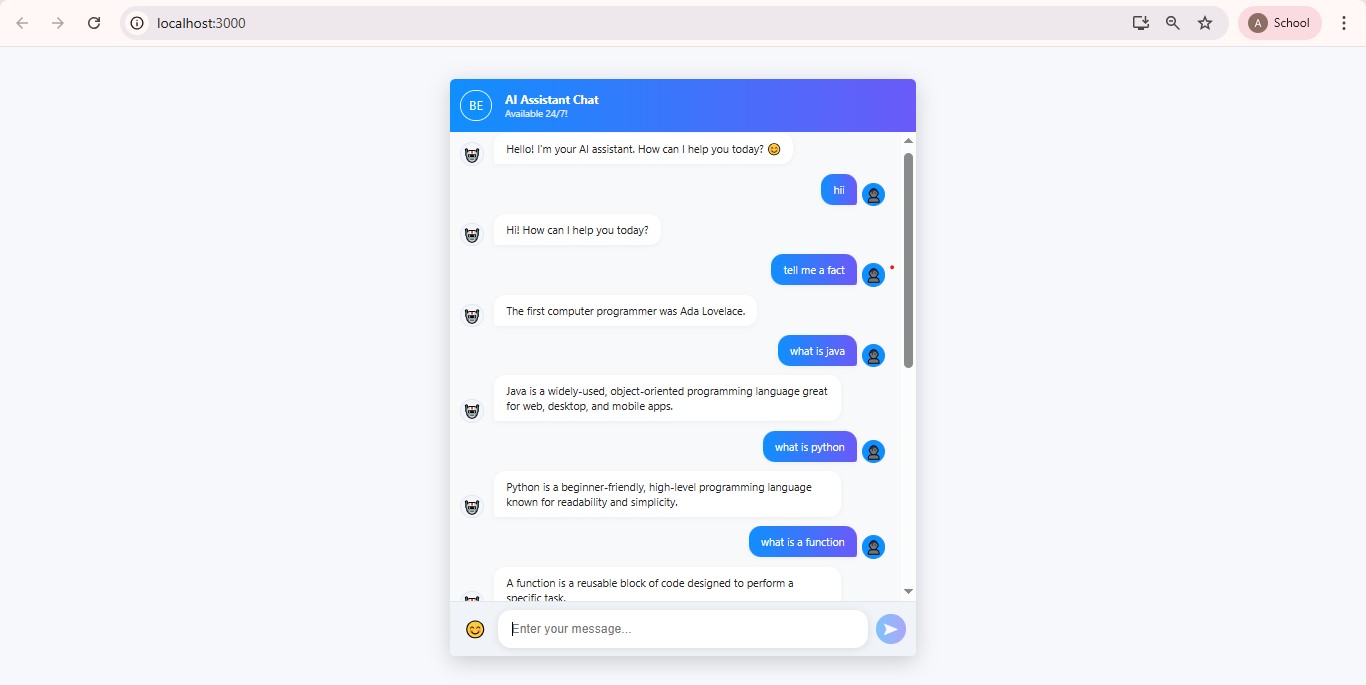 localhost:3000
A School
BE
AI Assistant Chat
Available 24/7!
Hello! I'm your AI assistant. How can I help you today? 😊
hii
Hi! How can I help you today?
tell me a fact
The first computer programmer was Ada Lovelace.
what is java
Java is a widely-used, object-oriented programming language great
for web, desktop, and mobile apps.
what is python
Python is a beginner-friendly, high-level programming language
known for readability and simplicity.
what is a function
A function is a reusable block of code designed to perform a
specific task.
Enter your message...